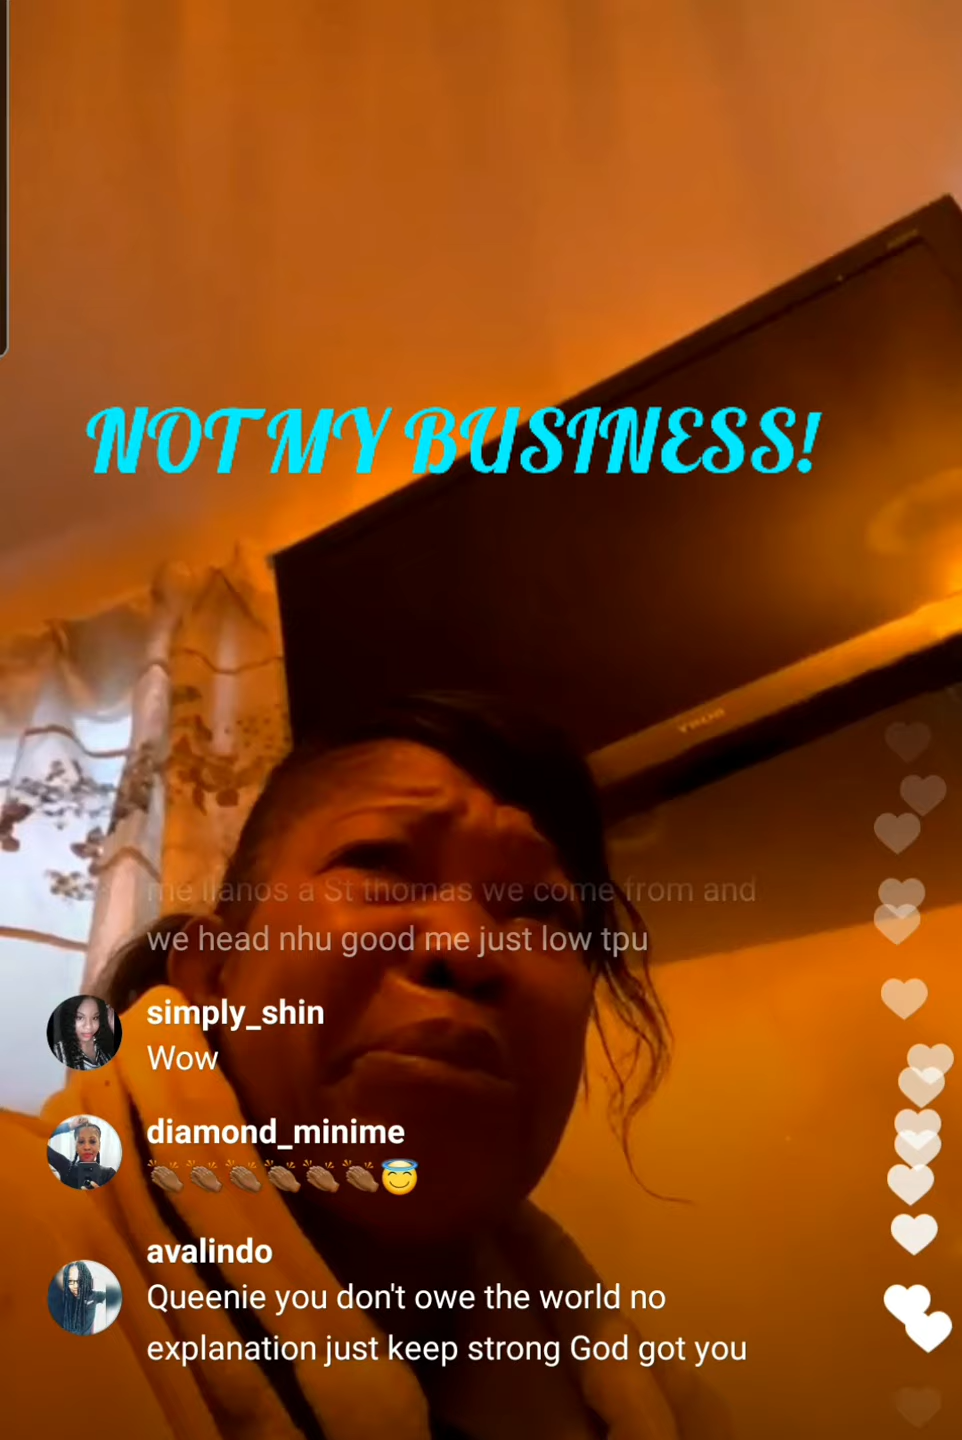 NOT MY BUSINESS!
me llanos a St thomas we come from and
we head nhu good me just low tpu
simply_shin
Wow
diamond_minime
👏🏾👏🏾👏🏾👏🏾👏🏾👏🏾😇
avalindo
Queenie you don't owe the world no
explanation just keep strong God got you